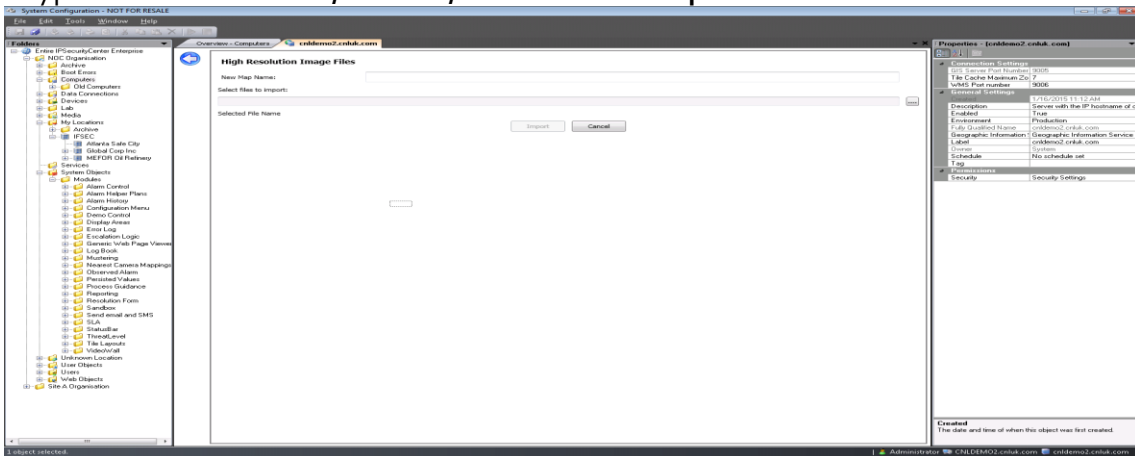 System Configuration - NOT FOR RESALE
File Edit Tools Window Help
Folders
Entire IPSecurityCenter Enterprise
NOC Organisation
Archive
Boot Errors
Computers
Old Computers
Data Connections
Devices
Lab
Media
My Locations
Archive
IFSEC
Atlanta Safe City
Global Corp Inc
MEFOR Oil Refinery
Services
System Objects
Modules
Alarm Control
Alarm Helper Plans
Alarm History
Configuration Menu
Demo Control
Display Areas
Error Log
Escalation Logic
Generic Web Page Viewer
Log Book
Mustering
Nearest Camera Mappings
Observed Alarm
Persisted Values
Process Guidance
Reporting
Resolution Form
Sandbox
Send email and SMS
SLA
StatusBar
ThreatLevel
Tile Layouts
VideoWall
Unknown Location
User Objects
Users
Web Objects
Site A Organisation
1 object selected.
Overview - Computers
cnldemo2.cnluk.com
High Resolution Image Files
New Map Name:
Select files to import:
...
Selected File Name
Import Cancel
Properties - (cnldemo2.cnluk.com)
Connection Settings
GIS Server Port Number 9005
Tile Cache Maximum Zo 7
WMS Port number 9006
General Settings
Created 1/16/2015 11:12 AM
Description Server with the IP hostname of c
Enabled True
Environment Production
Fully Qualified Name cnldemo2.cnluk.com
Geographic Information Geographic Information Service
Label cnldemo2.cnluk.com
Owner System
Schedule No schedule set
Tag
Permissions
Security Security Settings
Created
The date and time of when this object was first created.
Administrator CNLDEMO2.cnluk.com cnldemo2.cnluk.com